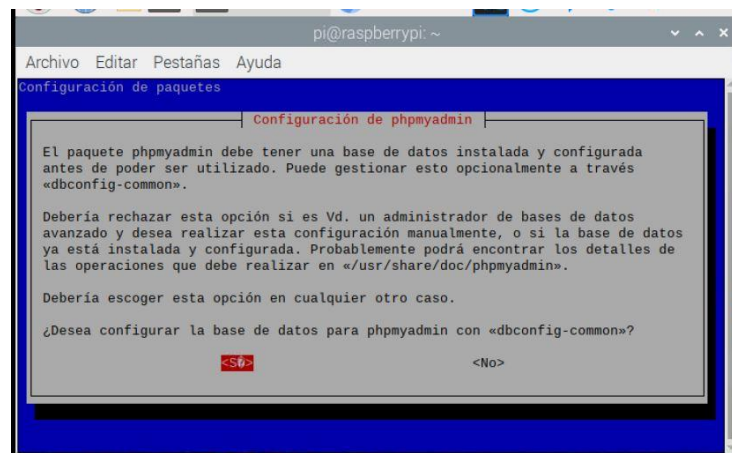 pi@raspberrypi: ~
Archivo Editar Pestañas Ayuda
Configuración de paquetes
Configuración de phpmyadmin
El paquete phpmyadmin debe tener una base de datos instalada y configurada
antes de poder ser utilizado. Puede gestionar esto opcionalmente a través
«dbconfig-common».
Debería rechazar esta opción si es Vd. un administrador de bases de datos
avanzado y desea realizar esta configuración manualmente, o si la base de datos
ya está instalada y configurada. Probablemente podrá encontrar los detalles de
las operaciones que debe realizar en «/usr/share/doc/phpmyadmin».
Debería escoger esta opción en cualquier otro caso.
¿Desea configurar la base de datos para phpmyadmin con «dbconfig-common»?
<S�> <No>